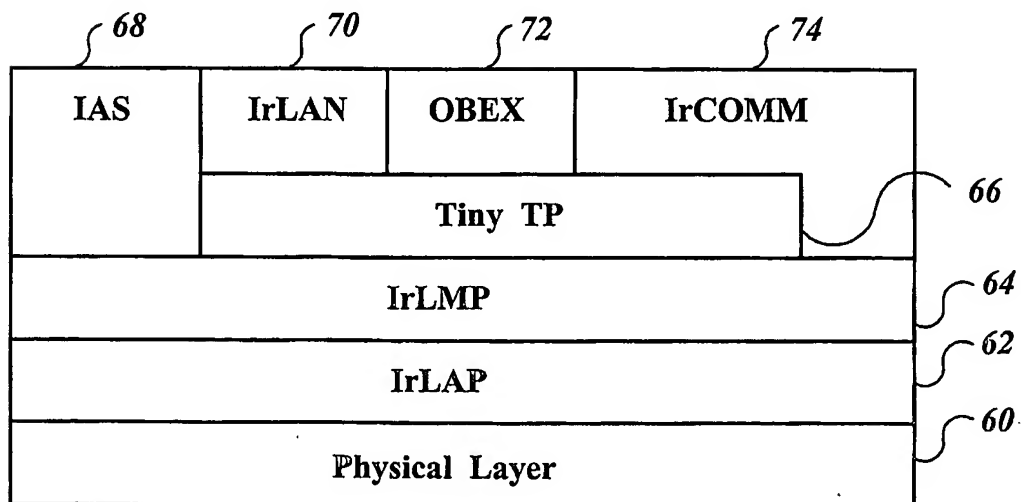 68 70 72 74
IAS IrLAN OBEX IrCOMM
66
Tiny TP
IrLMP
64
62
IrLAP
60
Physical Layer